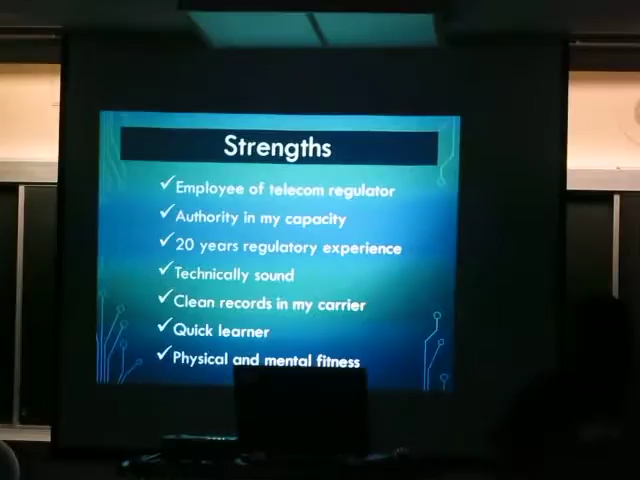 Strengths
✓Employee of telecom regulator
✓Authority in my capacity
✓20 years regulatory experience
✓Technically sound
✓Clean records in my carrier
✓Quick learner
✓Physical and mental fitness